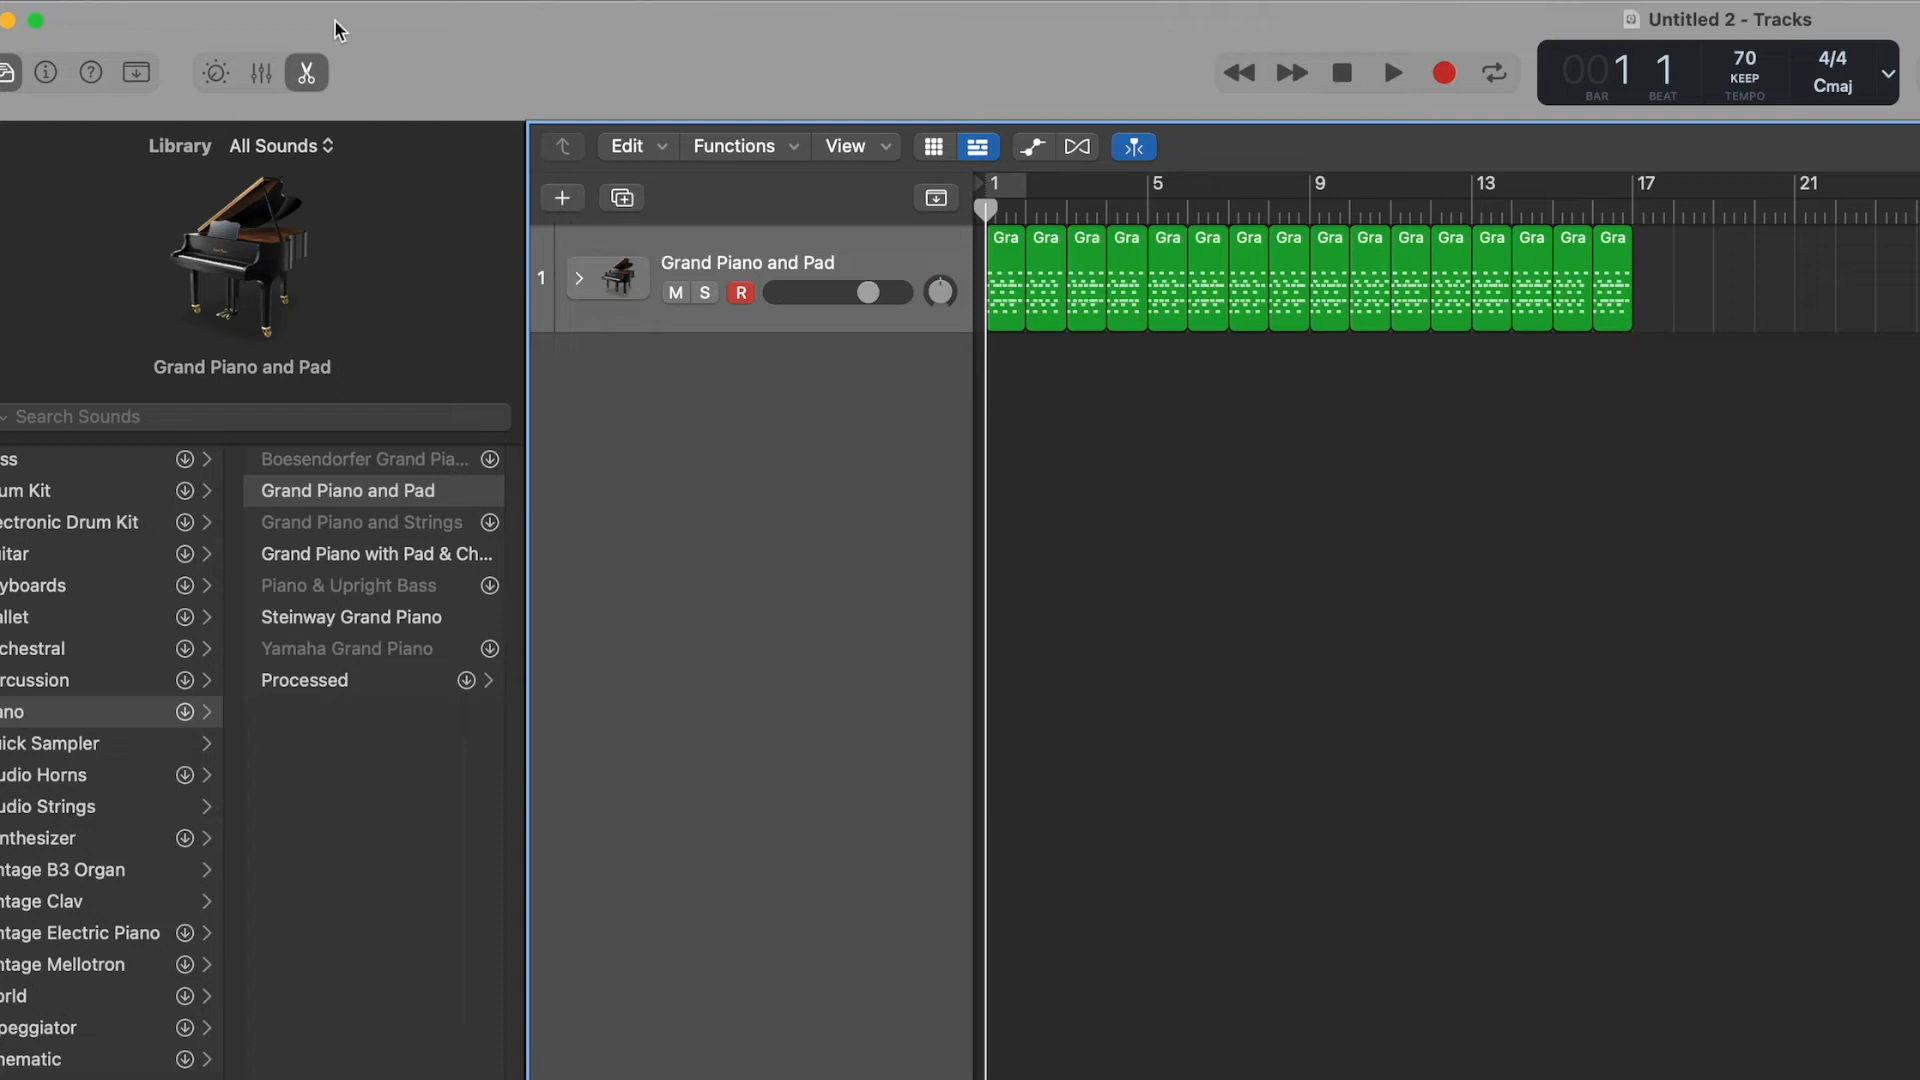 Untitled 2 - Tracks
001 1
BAR BEAT
70
KEEP
TEMPO
4/4
Cmaj
Library All Sounds
Edit Functions View
1 5 9 13 17 21
Grand Piano and Pad
Search Sounds
1
Grand Piano and Pad
M S R
Gra Gra Gra Gra Gra Gra Gra Gra Gra Gra Gra Gra Gra Gra Gra Gra
ss
um Kit
ectronic Drum Kit
itar
yboards
allet
chestral
rcussion
ano
ick Sampler
udio Horns
udio Strings
nthesizer
ntage B3 Organ
ntage Clav
ntage Electric Piano
ntage Mellotron
orld
peggiator
nematic
Boesendorfer Grand Pia...
Grand Piano and Pad
Grand Piano and Strings
Grand Piano with Pad & Ch...
Piano & Upright Bass
Steinway Grand Piano
Yamaha Grand Piano
Processed